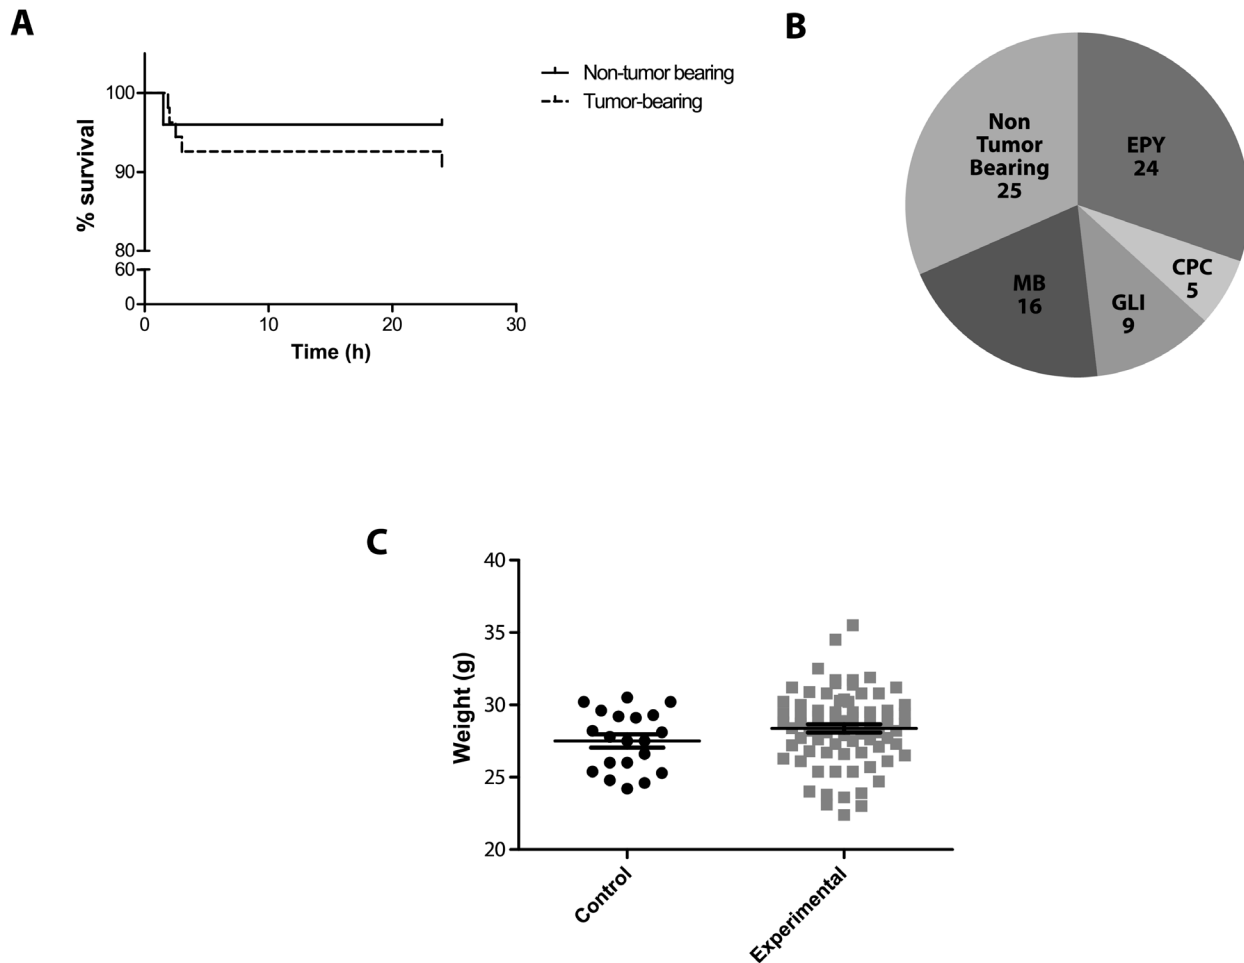 A
100
90
80
60
0
% survival
0
10
20
30
Time (h)
Non-tumor bearing
Tumor-bearing
B
Non
Tumor
Bearing
25
EPY
24
CPC
5
GLI
9
MB
16
C
40
35
30
25
20
Weight (g)
Control
Experimental